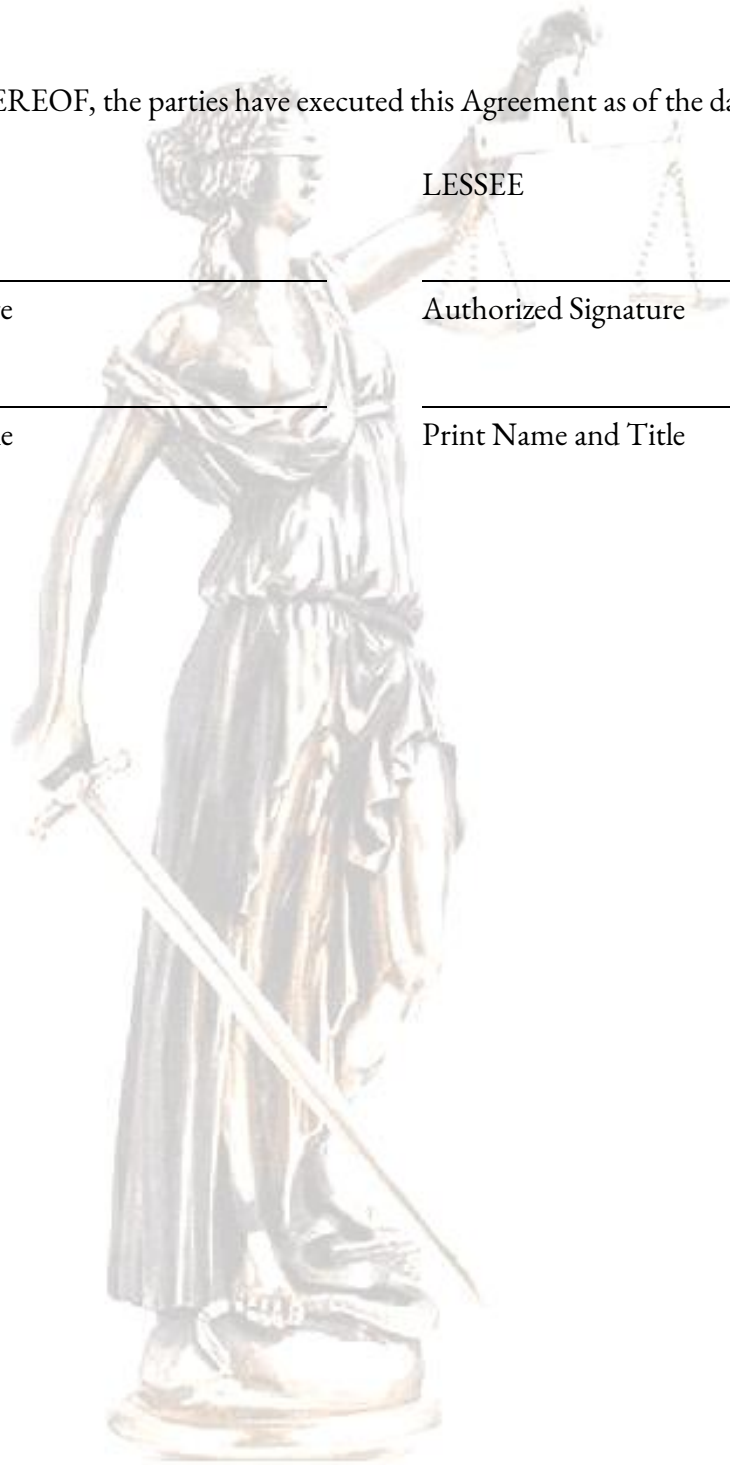 EREOF, the parties have executed this Agreement as of the da
LESSEE
e Authorized Signature
e Print Name and Title